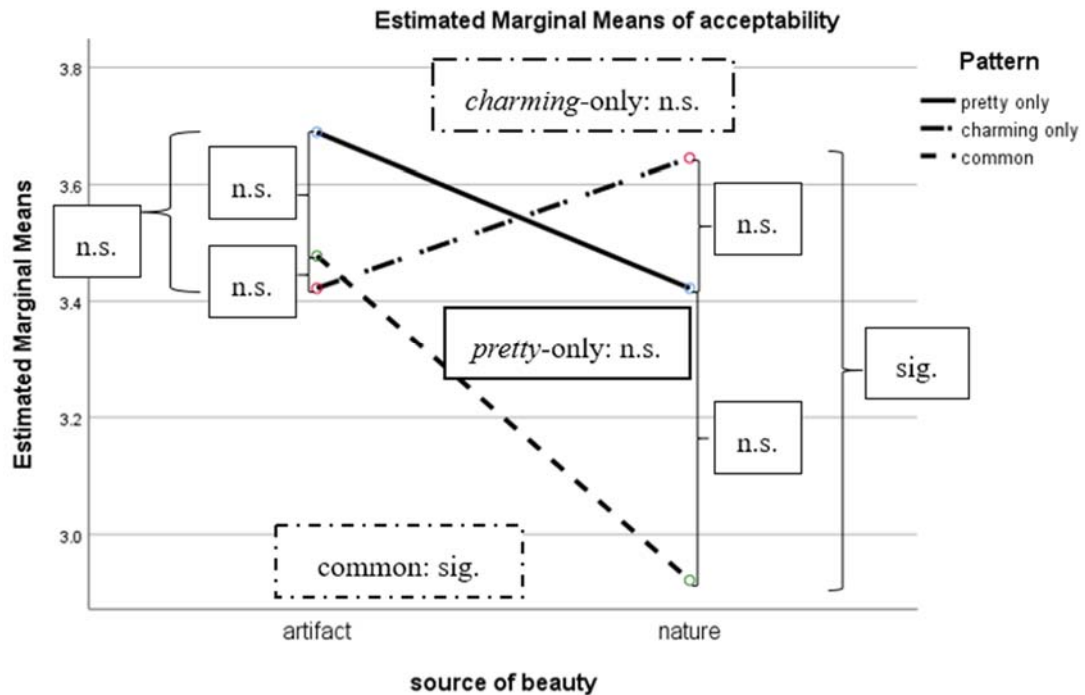 Estimated Marginal Means of acceptability
Pattern
pretty only
charming only
common
Estimated Marginal Means
3.8
3.6
3.4
3.2
3.0
charming-only: n.s.
n.s.
n.s.
n.s.
n.s.
pretty-only: n.s.
sig.
n.s.
common: sig.
artifact
nature
source of beauty